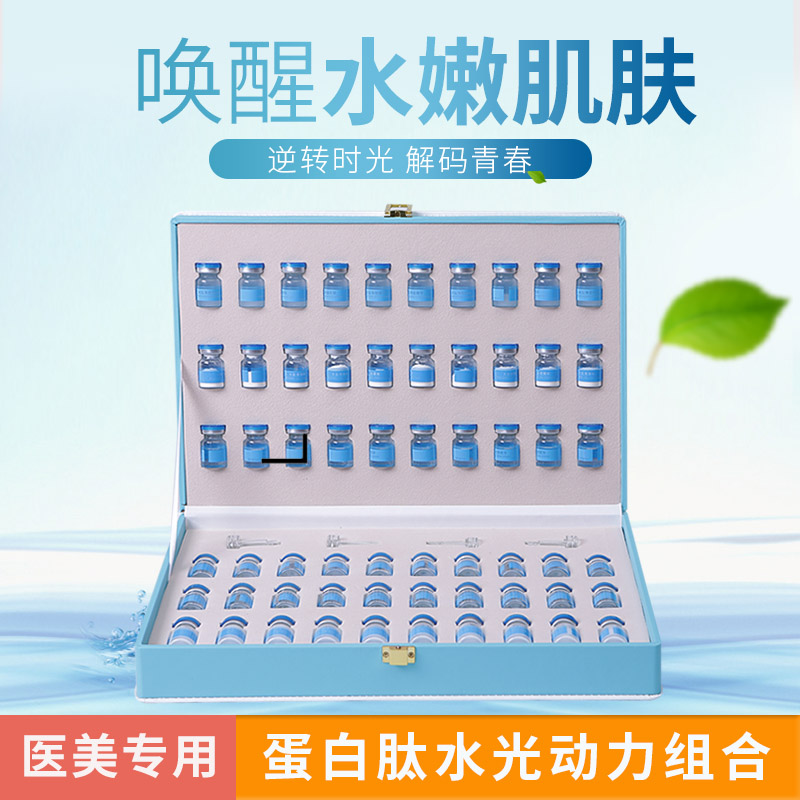 唤醒水嫩肌肤
逆转时光 解码青春
医美专用
蛋白肽水光动力组合